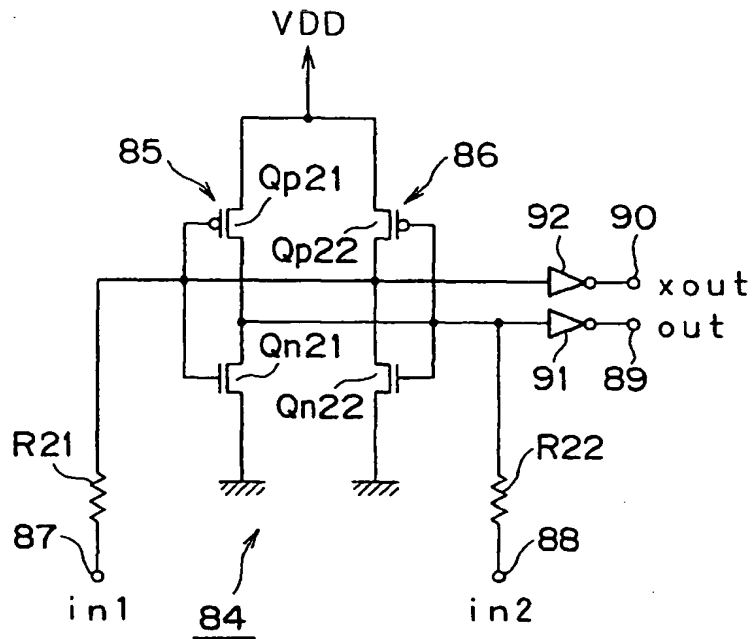 VDD
85
86
Qp21
Qp22
92
90
xout
out
Qn21
Qn22
91
89
R21
R22
87
88
in1
84
in2